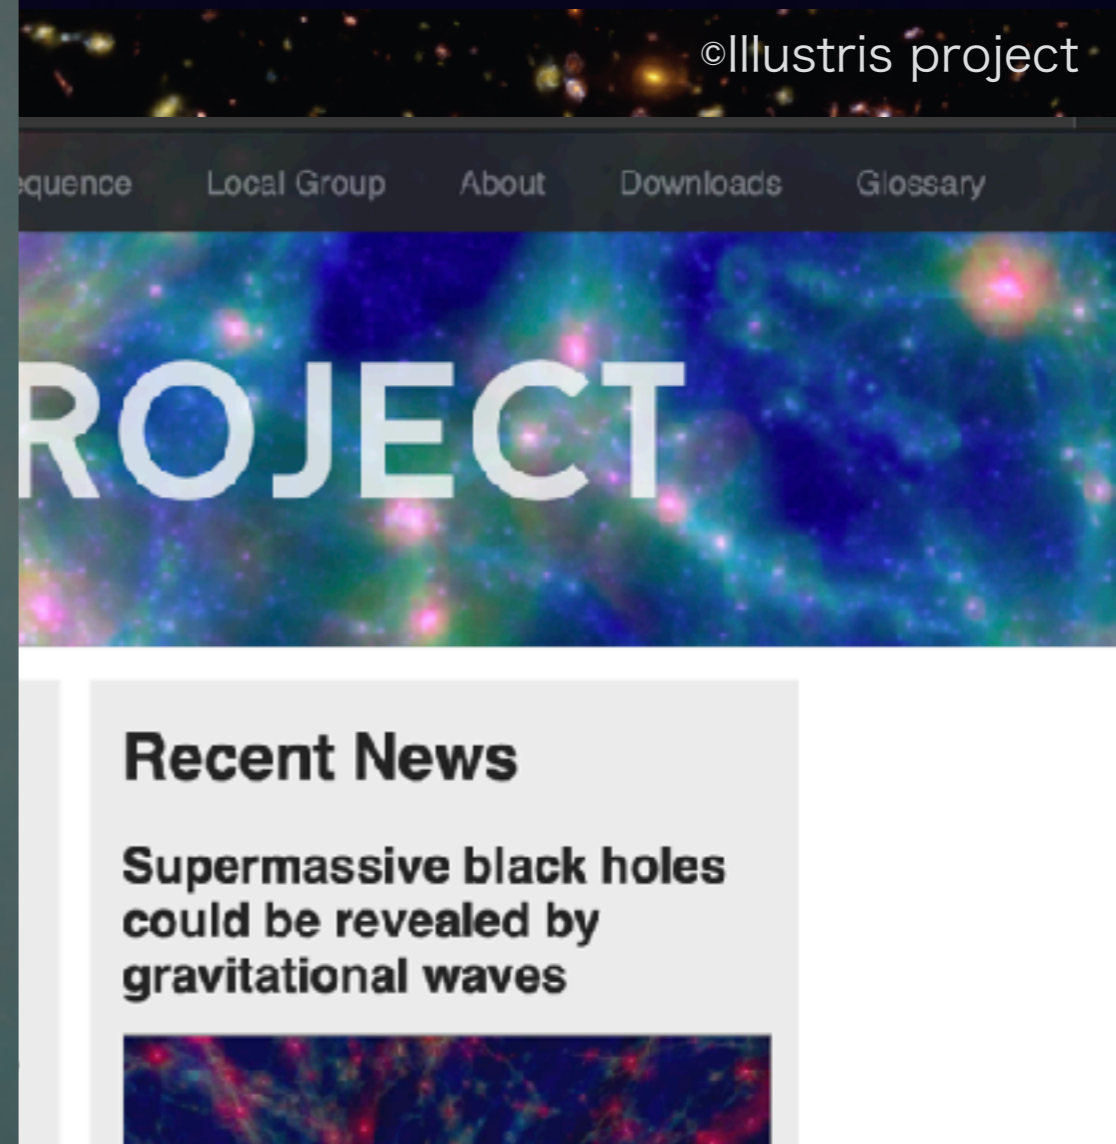 ©Illustris project
equence Local Group About Downloads Glossary
ROJECT
Recent News
Supermassive black holes
could be revealed by
gravitational waves